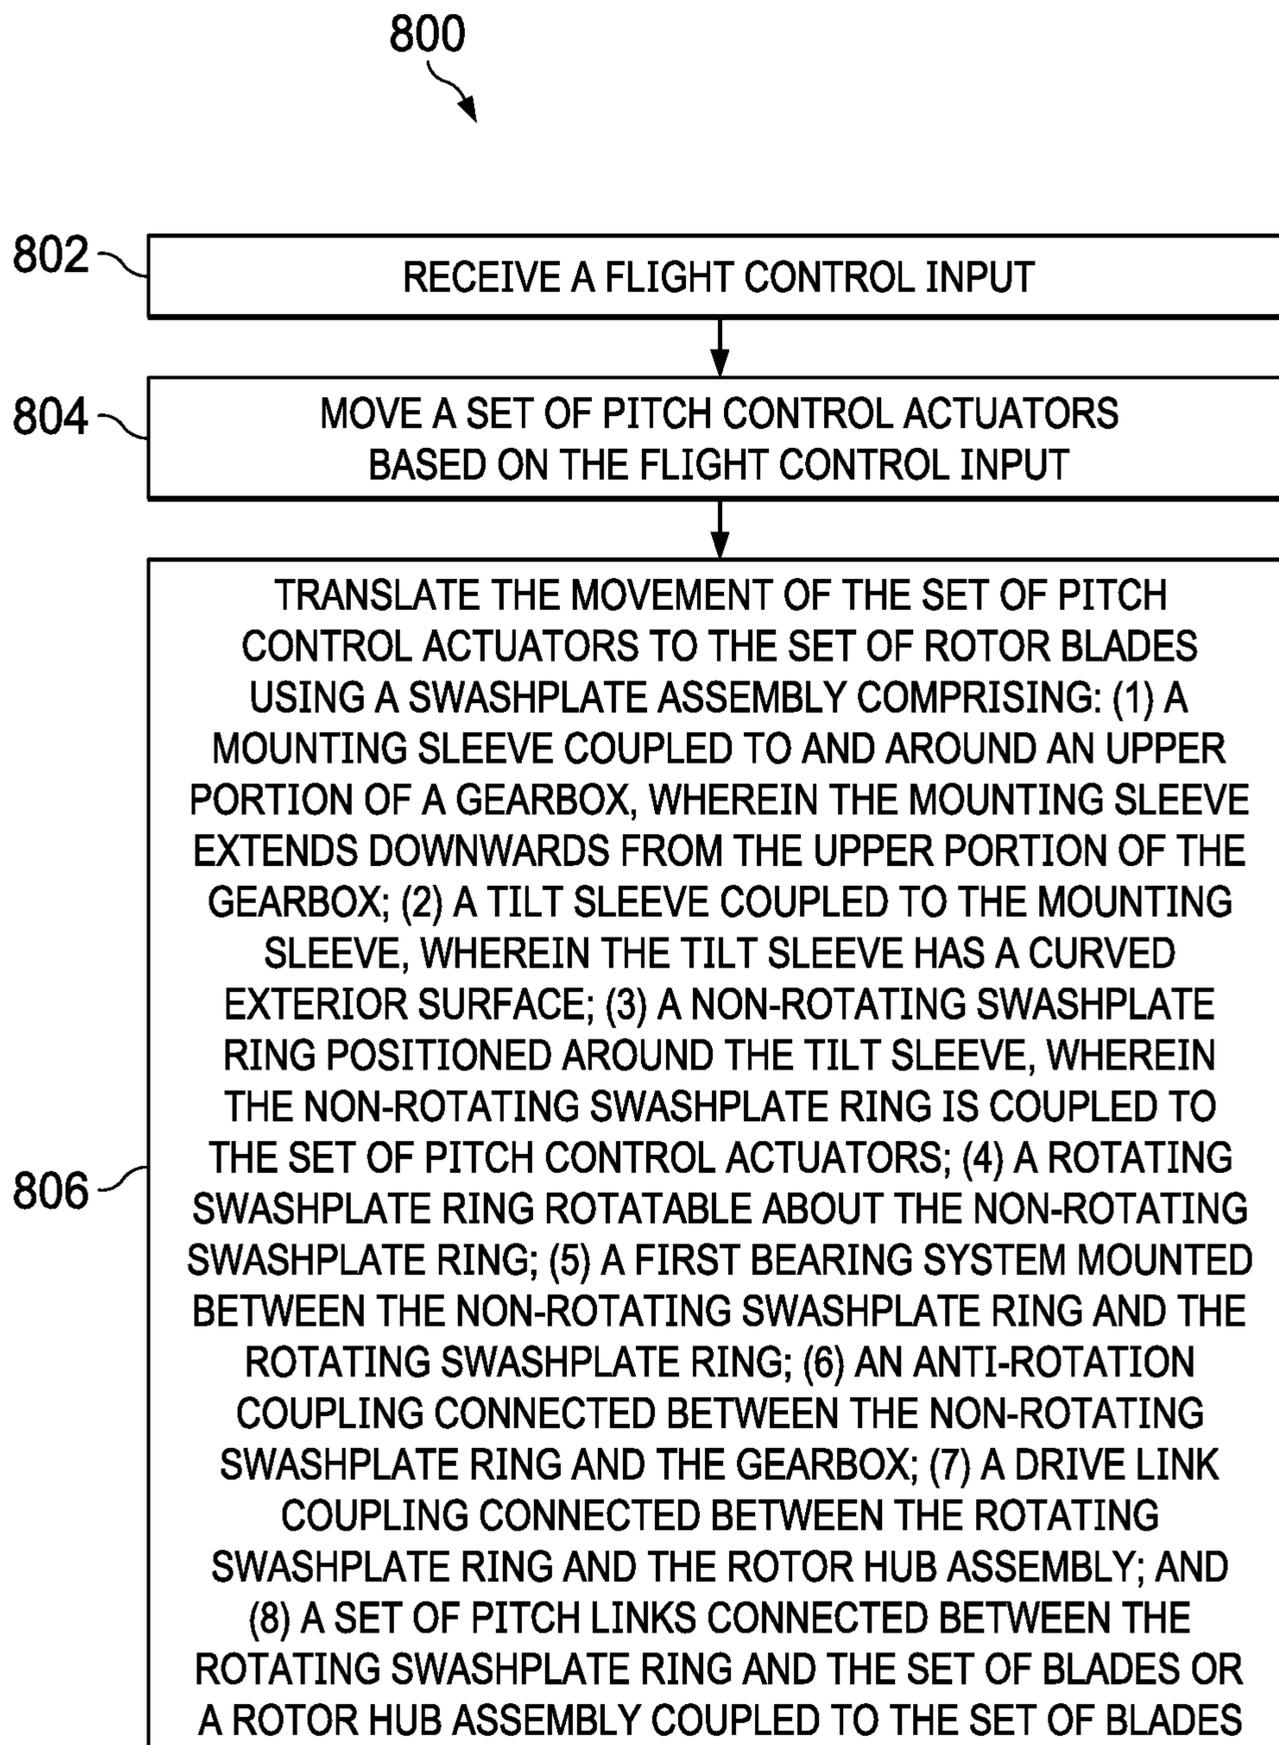 800
802
RECEIVE A FLIGHT CONTROL INPUT
804
MOVE A SET OF PITCH CONTROL ACTUATORS
BASED ON THE FLIGHT CONTROL INPUT
806
TRANSLATE THE MOVEMENT OF THE SET OF PITCH
CONTROL ACTUATORS TO THE SET OF ROTOR BLADES
USING A SWASHPLATE ASSEMBLY COMPRISING: (1) A
MOUNTING SLEEVE COUPLED TO AND AROUND AN UPPER
PORTION OF A GEARBOX, WHEREIN THE MOUNTING SLEEVE
EXTENDS DOWNWARDS FROM THE UPPER PORTION OF THE
GEARBOX; (2) A TILT SLEEVE COUPLED TO THE MOUNTING
SLEEVE, WHEREIN THE TILT SLEEVE HAS A CURVED
EXTERIOR SURFACE; (3) A NON-ROTATING SWASHPLATE
RING POSITIONED AROUND THE TILT SLEEVE, WHEREIN
THE NON-ROTATING SWASHPLATE RING IS COUPLED TO
THE SET OF PITCH CONTROL ACTUATORS; (4) A ROTATING
SWASHPLATE RING ROTATABLE ABOUT THE NON-ROTATING
SWASHPLATE RING; (5) A FIRST BEARING SYSTEM MOUNTED
BETWEEN THE NON-ROTATING SWASHPLATE RING AND THE
ROTATING SWASHPLATE RING; (6) AN ANTI-ROTATION
COUPLING CONNECTED BETWEEN THE NON-ROTATING
SWASHPLATE RING AND THE GEARBOX; (7) A DRIVE LINK
COUPLING CONNECTED BETWEEN THE ROTATING
SWASHPLATE RING AND THE ROTOR HUB ASSEMBLY; AND
(8) A SET OF PITCH LINKS CONNECTED BETWEEN THE
ROTATING SWASHPLATE RING AND THE SET OF BLADES OR
A ROTOR HUB ASSEMBLY COUPLED TO THE SET OF BLADES